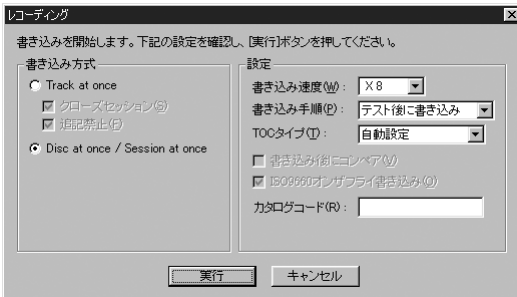 レコーディング
書き込みを開始します。下記の設定を確認し、[実行]ボタンを押してください。
書き込み方式
Track at once
クローズセッション(S)
追記禁止(F)
Disc at once / Session at once
設定
書き込み速度(W): X8
書き込み手順(P): テスト後に書き込み
TOCタイプ(T): 自動設定
書き込み後にコンペア(V)
ISO9660オンザフライ書き込み(O)
カタログコード(R):
実行 キャンセル